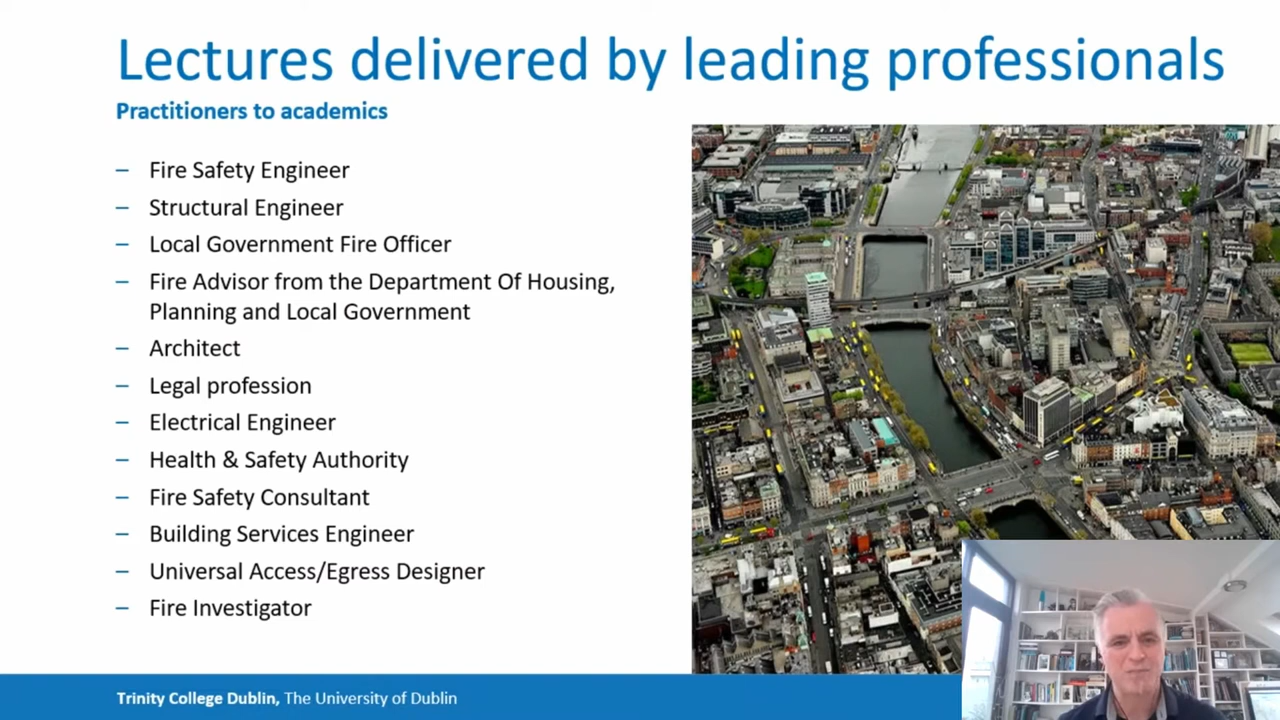 Lectures delivered by leading professionals
Practitioners to academics
– Fire Safety Engineer
– Structural Engineer
– Local Government Fire Officer
– Fire Advisor from the Department Of Housing,
Planning and Local Government
– Architect
– Legal profession
– Electrical Engineer
– Health & Safety Authority
– Fire Safety Consultant
– Building Services Engineer
– Universal Access/Egress Designer
– Fire Investigator
Trinity College Dublin, The University of Dublin